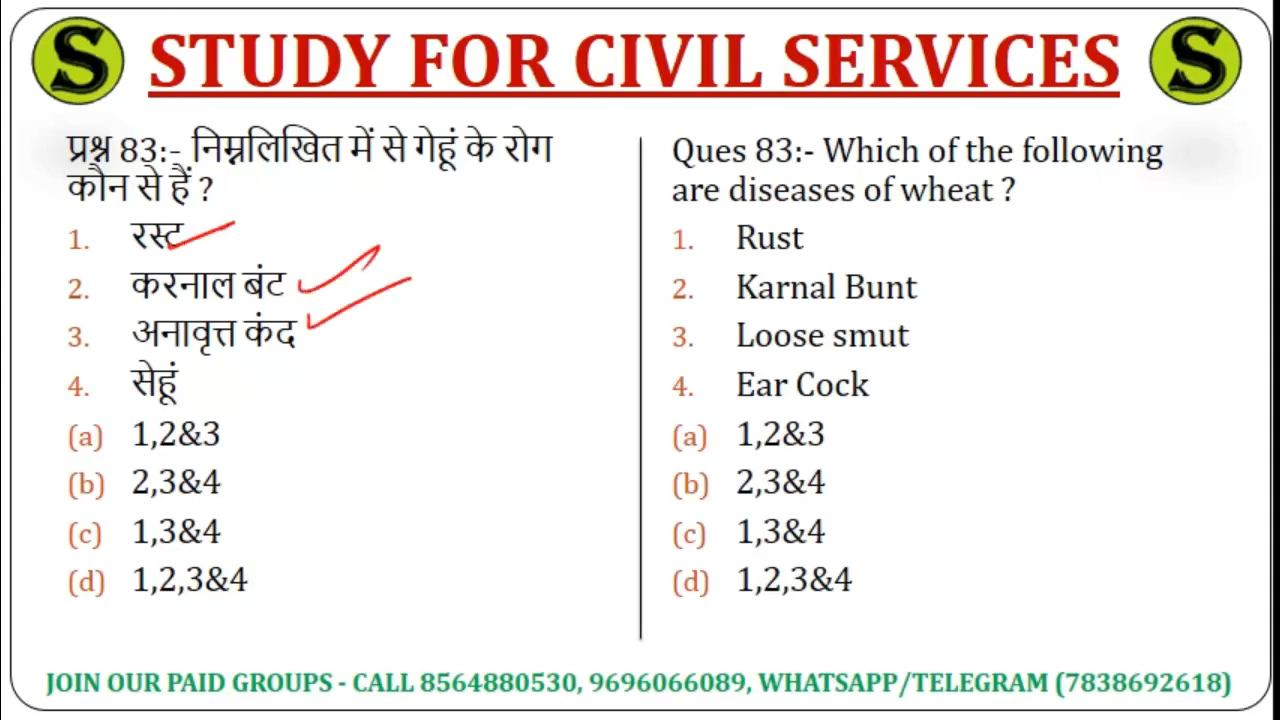 S STUDY FOR CIVIL SERVICES S
प्रश्न 83:- निम्नलिखित में से गेहूं के रोग
कौन से हैं ?
1. रस्ट
2. करनाल बंट
3. अनावृत्त कंद
4. सेहूं
(a) 1,2&3
(b) 2,3&4
(c) 1,3&4
(d) 1,2,3&4
Ques 83:- Which of the following
are diseases of wheat ?
1. Rust
2. Karnal Bunt
3. Loose smut
4. Ear Cock
(a) 1,2&3
(b) 2,3&4
(c) 1,3&4
(d) 1,2,3&4
JOIN OUR PAID GROUPS - CALL 8564880530, 9696066089, WHATSAPP/TELEGRAM (7838692618)